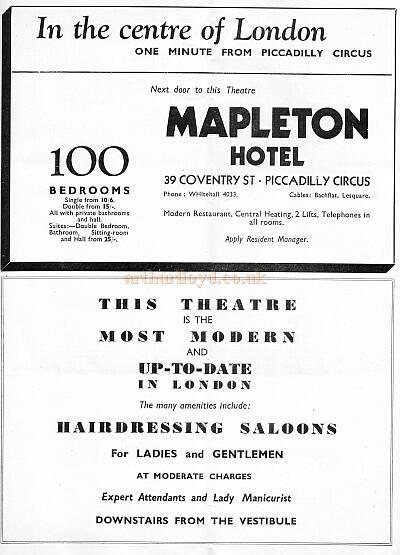 In the centre of London
ONE MINUTE FROM PICCADILLY CIRCUS
Next door to this Theatre
MAPLETON
HOTEL
39 COVENTRY ST · PICCADILLY CIRCUS
Phone: WHItehall 4033. Cables: Bachflat, Lesquare.
Modern Restaurant, Central Heating, 2 Lifts, Telephones in
all rooms.
Apply Resident Manager.
100
BEDROOMS
Single from 10/6.
Double from 15/-.
All with private bathrooms
and hall.
Suites:—Double Bedroom,
Bathroom, Sitting-room
and Hall from 25/-.
arthurlloyd.co.uk
THIS THEATRE
IS THE
MOST MODERN
AND
UP-TO-DATE
IN LONDON
The many amenities include:
HAIRDRESSING SALOONS
For LADIES and GENTLEMEN
AT MODERATE CHARGES
Expert Attendants and Lady Manicurist
DOWNSTAIRS FROM THE VESTIBULE